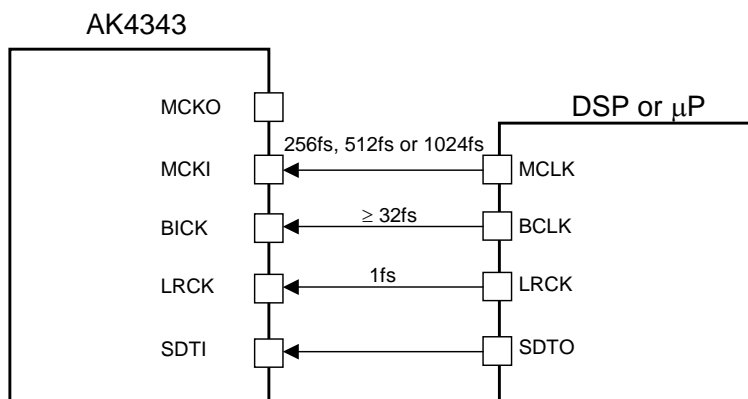 AK4343
DSP or μP
MCKO
256fs, 512fs or 1024fs
MCKI
MCLK
≥ 32fs
BICK
BCLK
1fs
LRCK
LRCK
SDTI
SDTO